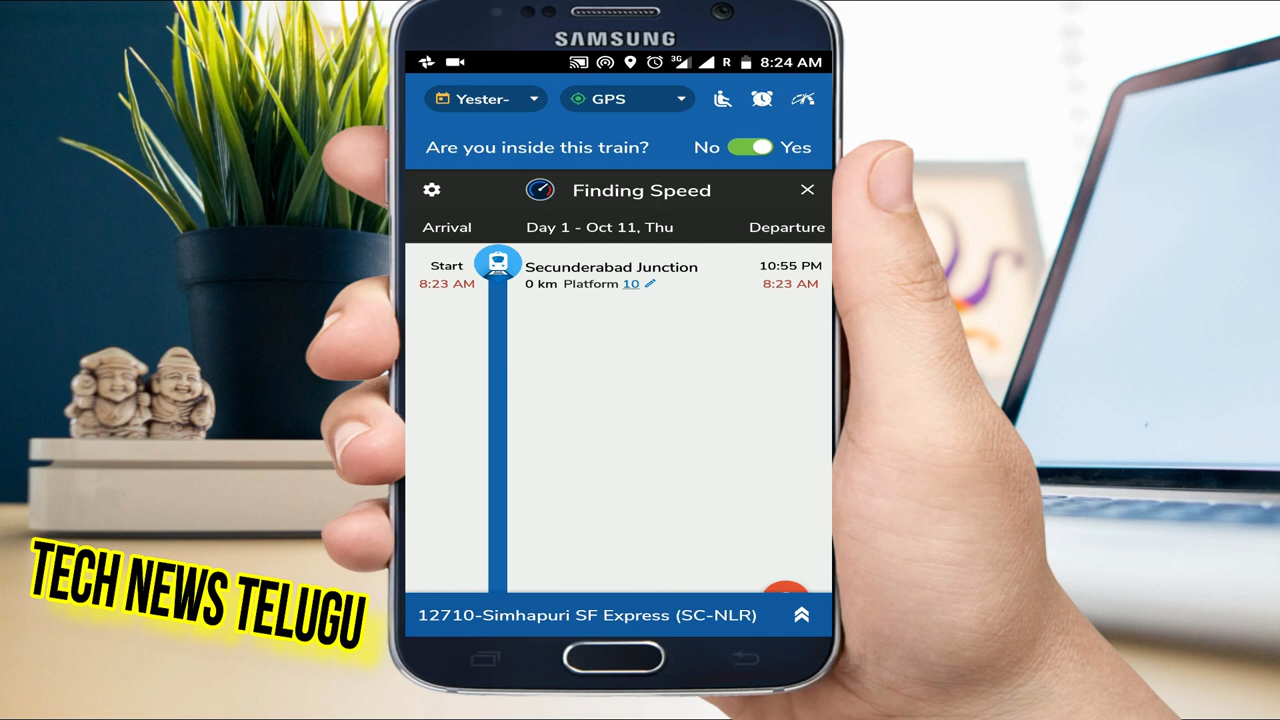 SAMSUNG
3G R 8:24 AM
Yester- GPS
Are you inside this train? No Yes
Finding Speed
Arrival Day 1 - Oct 11, Thu Departure
Start Secunderabad Junction 10:55 PM
8:23 AM 0 km Platform 10 8:23 AM
12710-Simhapuri SF Express (SC-NLR)
TECH NEWS TELUGU